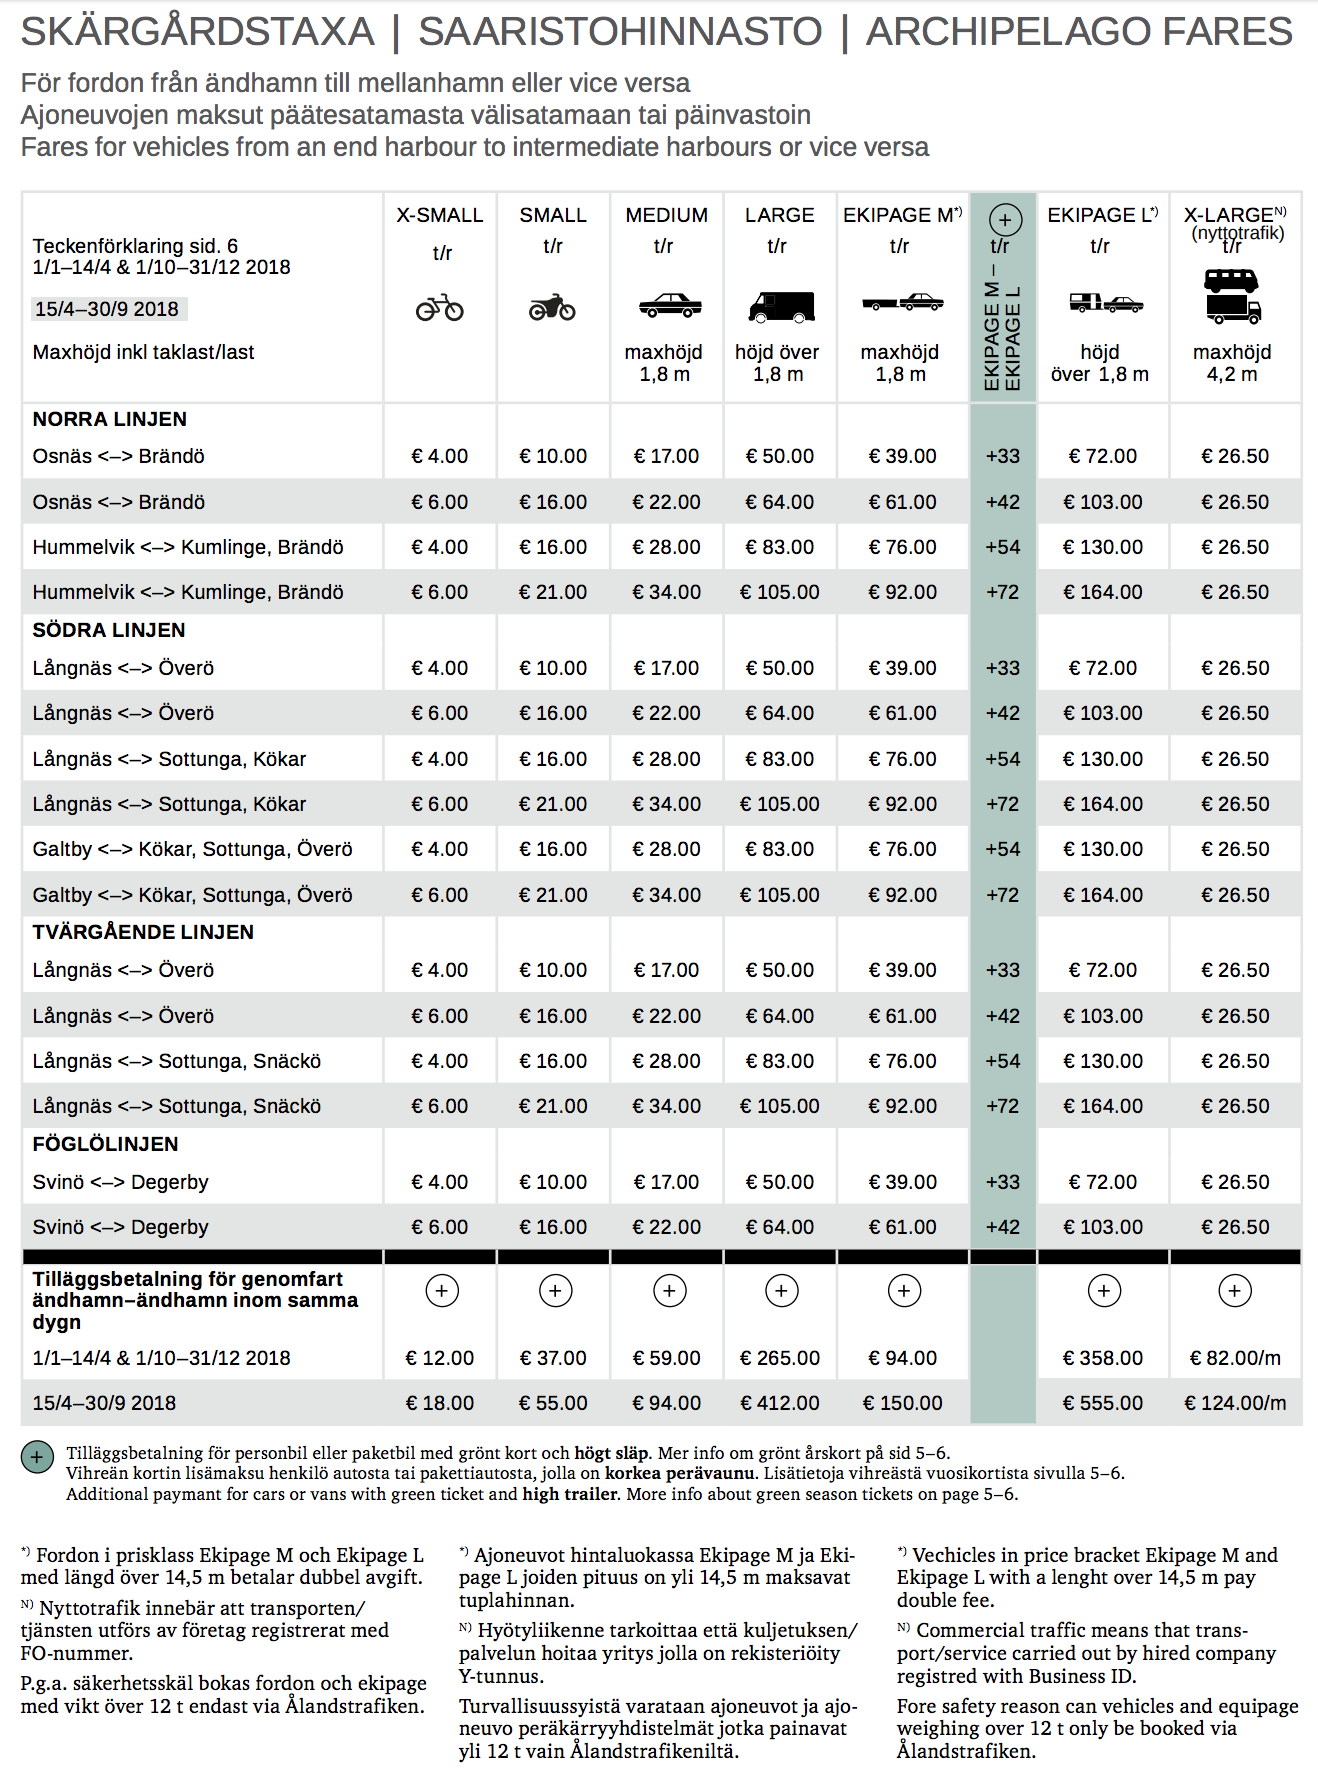 SKÄRGÅRDSTAXA | SAARISTOHINNASTO | ARCHIPELAGO FARES
För fordon från ändhamn till mellanhamn eller vice versa
Ajoneuvojen maksut päätesatamasta välisatamaan tai päinvastoin
Fares for vehicles from an end harbour to intermediate harbours or vice versa
Teckenförklaring sid. 6
1/1–14/4 & 1/10–31/12 2018
15/4–30/9 2018
Maxhöjd inkl taklast/last
X-SMALL
t/r
SMALL
t/r
MEDIUM
t/r
maxhöjd
1,8 m
LARGE
t/r
höjd över
1,8 m
EKIPAGE M*)
t/r
maxhöjd
1,8 m
+
t/r
EKIPAGE M –
EKIPAGE L
EKIPAGE L*)
t/r
höjd
över 1,8 m
X-LARGEN)
(nyttotrafik)
t/r
maxhöjd
4,2 m
NORRA LINJEN
Osnäs <–> Brändö € 4.00 € 10.00 € 17.00 € 50.00 € 39.00 +33 € 72.00 € 26.50
Osnäs <–> Brändö € 6.00 € 16.00 € 22.00 € 64.00 € 61.00 +42 € 103.00 € 26.50
Hummelvik <–> Kumlinge, Brändö € 4.00 € 16.00 € 28.00 € 83.00 € 76.00 +54 € 130.00 € 26.50
Hummelvik <–> Kumlinge, Brändö € 6.00 € 21.00 € 34.00 € 105.00 € 92.00 +72 € 164.00 € 26.50
SÖDRA LINJEN
Långnäs <–> Överö € 4.00 € 10.00 € 17.00 € 50.00 € 39.00 +33 € 72.00 € 26.50
Långnäs <–> Överö € 6.00 € 16.00 € 22.00 € 64.00 € 61.00 +42 € 103.00 € 26.50
Långnäs <–> Sottunga, Kökar € 4.00 € 16.00 € 28.00 € 83.00 € 76.00 +54 € 130.00 € 26.50
Långnäs <–> Sottunga, Kökar € 6.00 € 21.00 € 34.00 € 105.00 € 92.00 +72 € 164.00 € 26.50
Galtby <–> Kökar, Sottunga, Överö € 4.00 € 16.00 € 28.00 € 83.00 € 76.00 +54 € 130.00 € 26.50
Galtby <–> Kökar, Sottunga, Överö € 6.00 € 21.00 € 34.00 € 105.00 € 92.00 +72 € 164.00 € 26.50
TVÄRGÅENDE LINJEN
Långnäs <–> Överö € 4.00 € 10.00 € 17.00 € 50.00 € 39.00 +33 € 72.00 € 26.50
Långnäs <–> Överö € 6.00 € 16.00 € 22.00 € 64.00 € 61.00 +42 € 103.00 € 26.50
Långnäs <–> Sottunga, Snäckö € 4.00 € 16.00 € 28.00 € 83.00 € 76.00 +54 € 130.00 € 26.50
Långnäs <–> Sottunga, Snäckö € 6.00 € 21.00 € 34.00 € 105.00 € 92.00 +72 € 164.00 € 26.50
FÖGLÖLINJEN
Svinö <–> Degerby € 4.00 € 10.00 € 17.00 € 50.00 € 39.00 +33 € 72.00 € 26.50
Svinö <–> Degerby € 6.00 € 16.00 € 22.00 € 64.00 € 61.00 +42 € 103.00 € 26.50
Tilläggsbetalning för genomfart
ändhamn–ändhamn inom samma
dygn
+ + + + + + +
1/1–14/4 & 1/10–31/12 2018 € 12.00 € 37.00 € 59.00 € 265.00 € 94.00 € 358.00 € 82.00/m
15/4–30/9 2018 € 18.00 € 55.00 € 94.00 € 412.00 € 150.00 € 555.00 € 124.00/m
+ Tilläggsbetalning för personbil eller paketbil med grönt kort och högt släp. Mer info om grönt årskort på sid 5–6.
Vihreän kortin lisämaksu henkilö autosta tai pakettiautosta, jolla on korkea perävaunu. Lisätietoja vihreästä vuosikortista sivulla 5–6.
Additional paymant for cars or vans with green ticket and high trailer. More info about green season tickets on page 5–6.
*) Fordon i prisklass Ekipage M och Ekipage L
med längd över 14,5 m betalar dubbel avgift.
N) Nyttotrafik innebär att transporten/
tjänsten utförs av företag registrerat med
FO-nummer.
P.g.a. säkerhetsskäl bokas fordon och ekipage
med vikt över 12 t endast via Ålandstrafiken.
*) Ajoneuvot hintaluokassa Ekipage M ja Eki-
page L joiden pituus on yli 14,5 m maksavat
tuplahinnan.
N) Hyötyliikenne tarkoittaa että kuljetuksen/
palvelun hoitaa yritys jolla on rekisteriöity
Y-tunnus.
Turvallisuussyistä varataan ajoneuvot ja ajo-
neuvo peräkärryyhdistelmät jotka painavat
yli 12 t vain Ålandstrafikeniltä.
*) Vechicles in price bracket Ekipage M and
Ekipage L with a lenght over 14,5 m pay
double fee.
N) Commercial traffic means that trans-
port/service carried out by hired company
registred with Business ID.
Fore safety reason can vehicles and equipage
weighing over 12 t only be booked via
Ålandstrafiken.